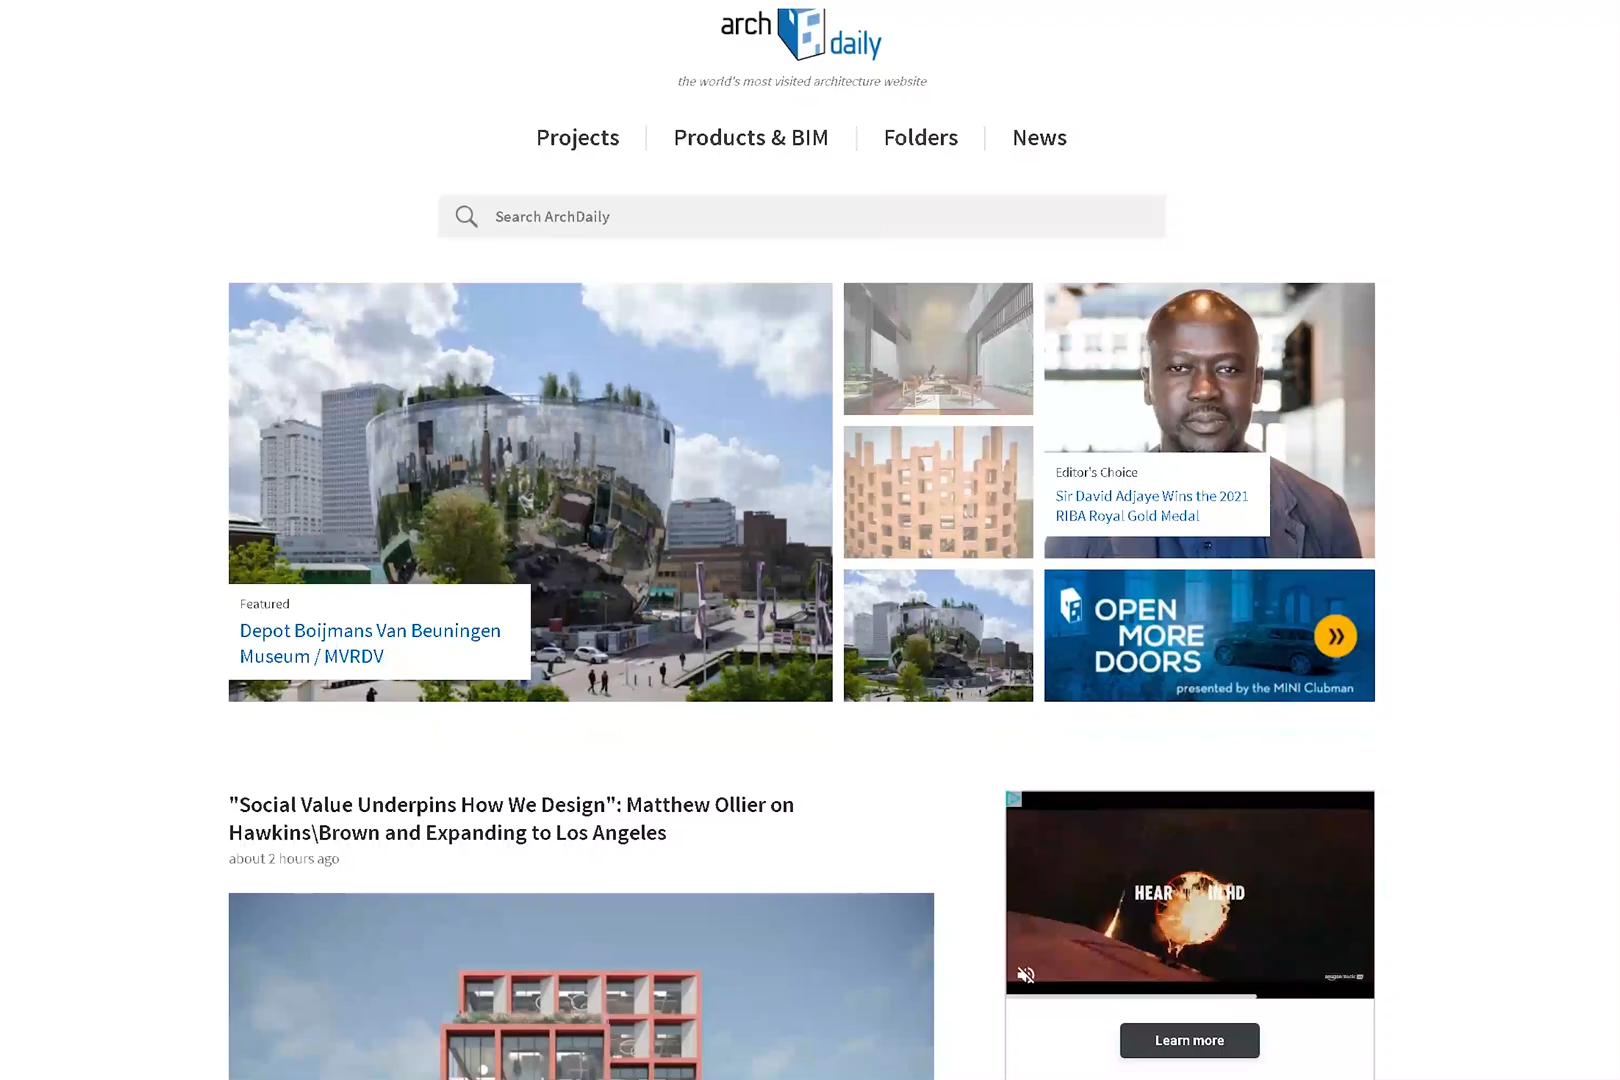 arch daily
the world's most visited architecture website
Projects
Products & BIM
Folders
News
Search ArchDaily
Featured
Depot Boijmans Van Beuningen
Museum / MVRDV
Editor's Choice
Sir David Adjaye Wins the 2021
RIBA Royal Gold Medal
OPEN
MORE
DOORS
presented by the MINI Clubman
"Social Value Underpins How We Design": Matthew Ollier on
Hawkins\Brown and Expanding to Los Angeles
about 2 hours ago
HEAR IN HD
Learn more